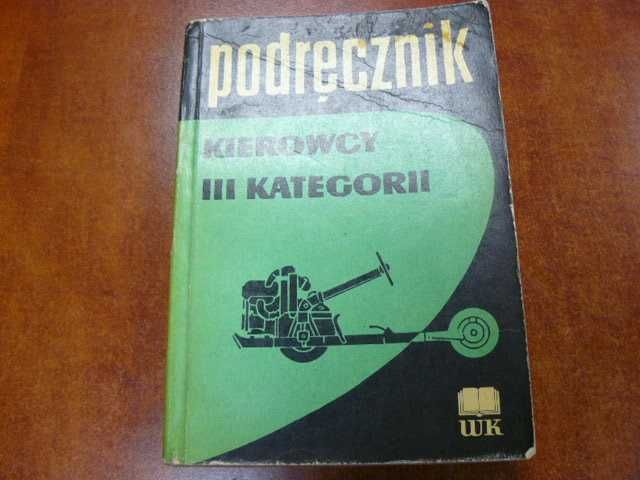 podręcznik
KIEROWCY
III KATEGORII
WK